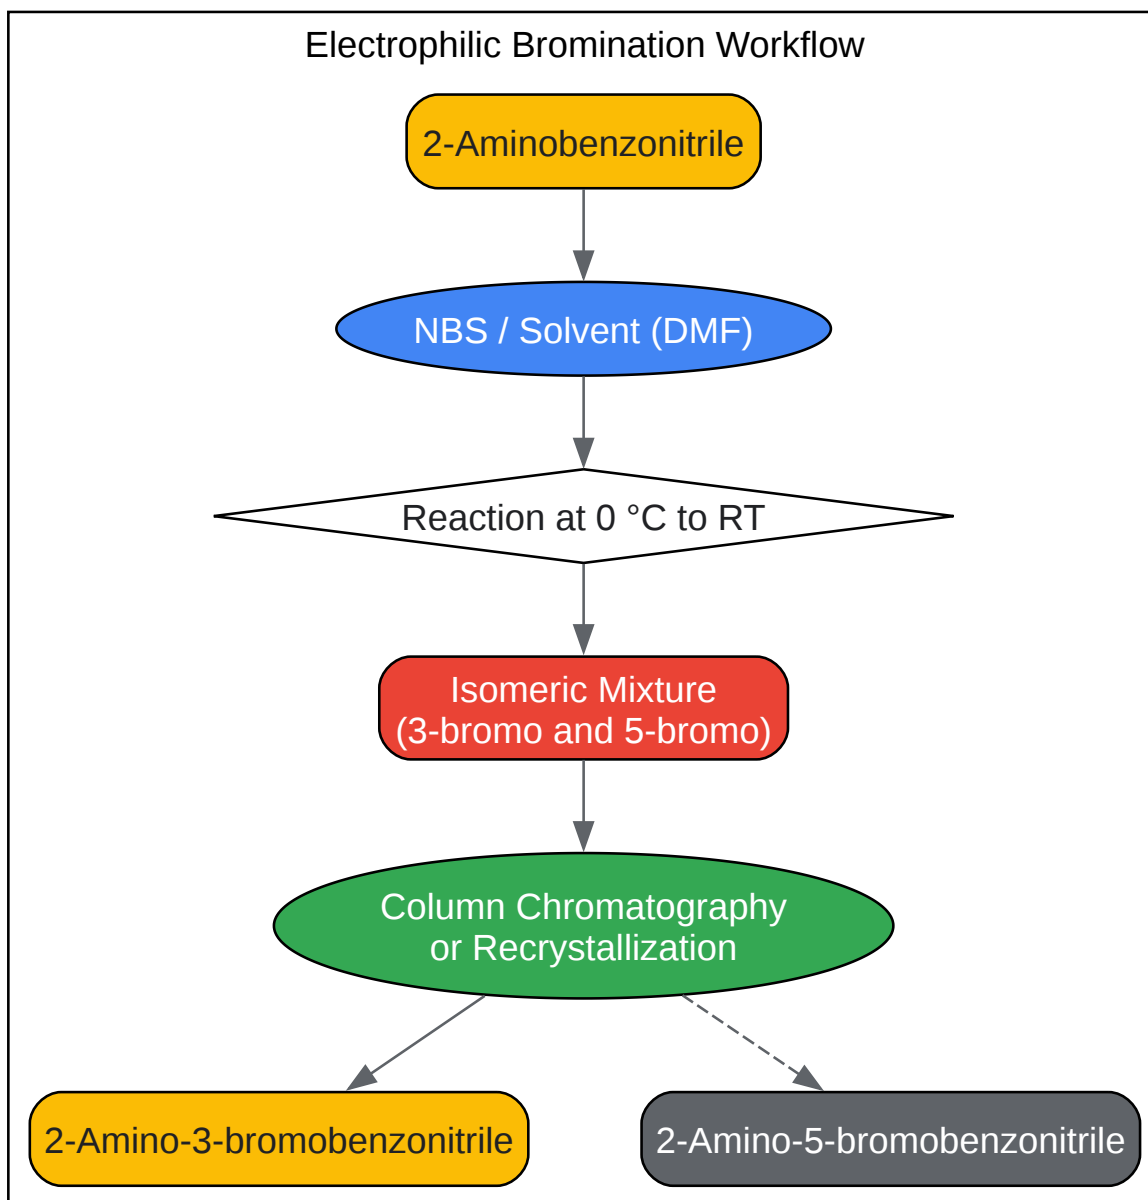 Electrophilic Bromination Workflow
2-Aminobenzonitrile
NBS / Solvent (DMF)
Reaction at 0 °C to RT
Isomeric Mixture
(3-bromo and 5-bromo)
Column Chromatography
or Recrystallization
2-Amino-3-bromobenzonitrile
2-Amino-5-bromobenzonitrile